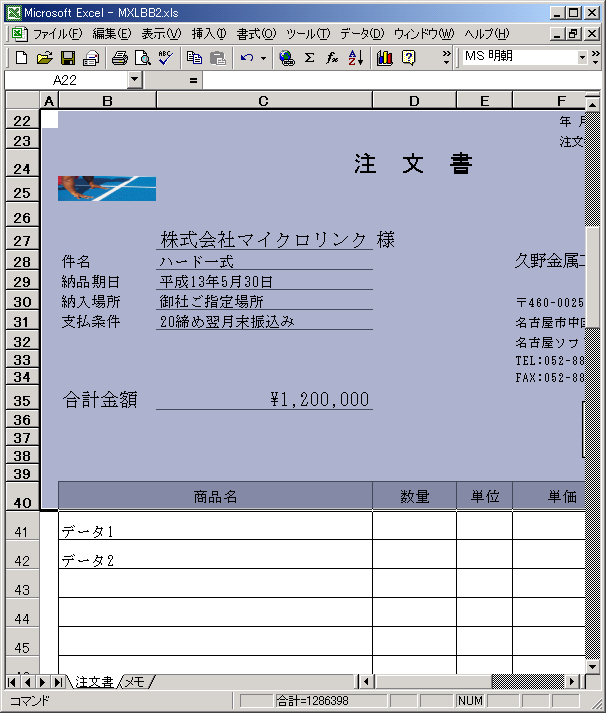 Microsoft Excel - MXLBB2.xls
ファイル(F) 編集(E) 表示(V) 挿入(I) 書式(O) ツール(T) データ(D) ウィンドウ(W) ヘルプ(H)
MS 明朝
A22 =
A B C D E F
22 年 月
23 注文
24 注 文 書
25
26
27 株式会社マイクロリンク 様
28 件名 ハード一式 久野金属工
29 納品期日 平成13年5月30日
30 納入場所 御社ご指定場所 〒460-0025
31 支払条件 20締め翌月末振込み 名古屋市中区
32 名古屋ソフ
33 TEL:052-88
34 FAX:052-88
35 合計金額 ¥1,200,000
36
37
38
39
40 商品名 数量 単位 単価
41 データ1
42 データ2
43
44
45
注文書 メモ
コマンド 合計=1286398 NUM